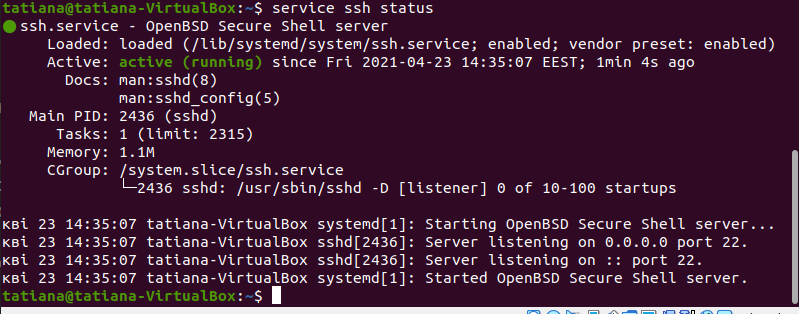 tatiana@tatiana-VirtualBox:~$ service ssh status
● ssh.service - OpenBSD Secure Shell server
Loaded: loaded (/lib/systemd/system/ssh.service; enabled; vendor preset: enabled)
Active: active (running) since Fri 2021-04-23 14:35:07 EEST; 1min 4s ago
Docs: man:sshd(8)
man:sshd_config(5)
Main PID: 2436 (sshd)
Tasks: 1 (limit: 2315)
Memory: 1.1M
CGroup: /system.slice/ssh.service
└─2436 sshd: /usr/sbin/sshd -D [listener] 0 of 10-100 startups
кві 23 14:35:07 tatiana-VirtualBox systemd[1]: Starting OpenBSD Secure Shell server...
кві 23 14:35:07 tatiana-VirtualBox sshd[2436]: Server listening on 0.0.0.0 port 22.
кві 23 14:35:07 tatiana-VirtualBox sshd[2436]: Server listening on :: port 22.
кві 23 14:35:07 tatiana-VirtualBox systemd[1]: Started OpenBSD Secure Shell server.
tatiana@tatiana-VirtualBox:~$